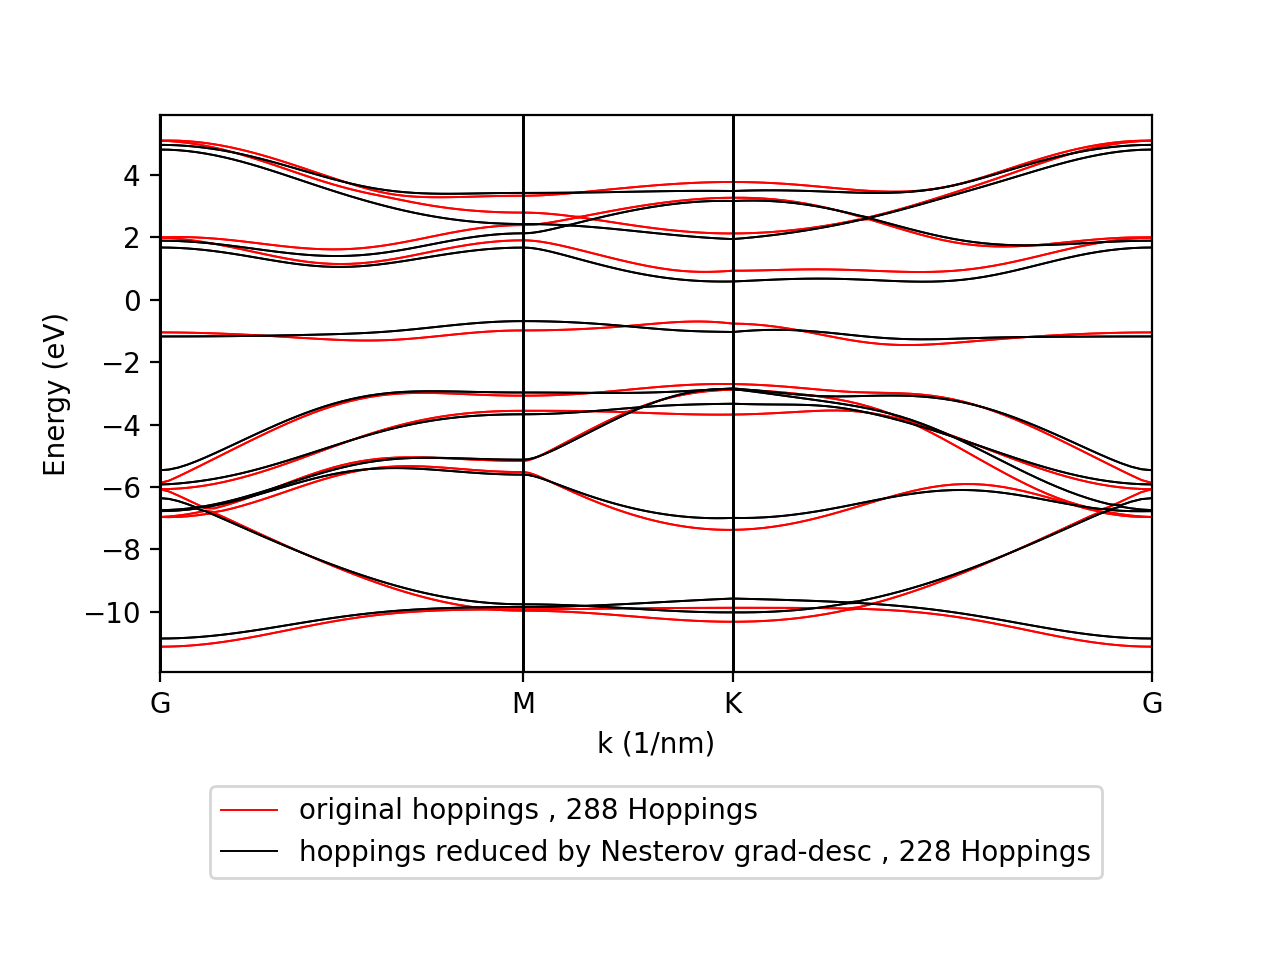 4
2
0
−2
−4
−6
−8
−10
Energy (eV)
G M K G
k (1/nm)
original hoppings , 288 Hoppings
hoppings reduced by Nesterov grad-desc , 228 Hoppings